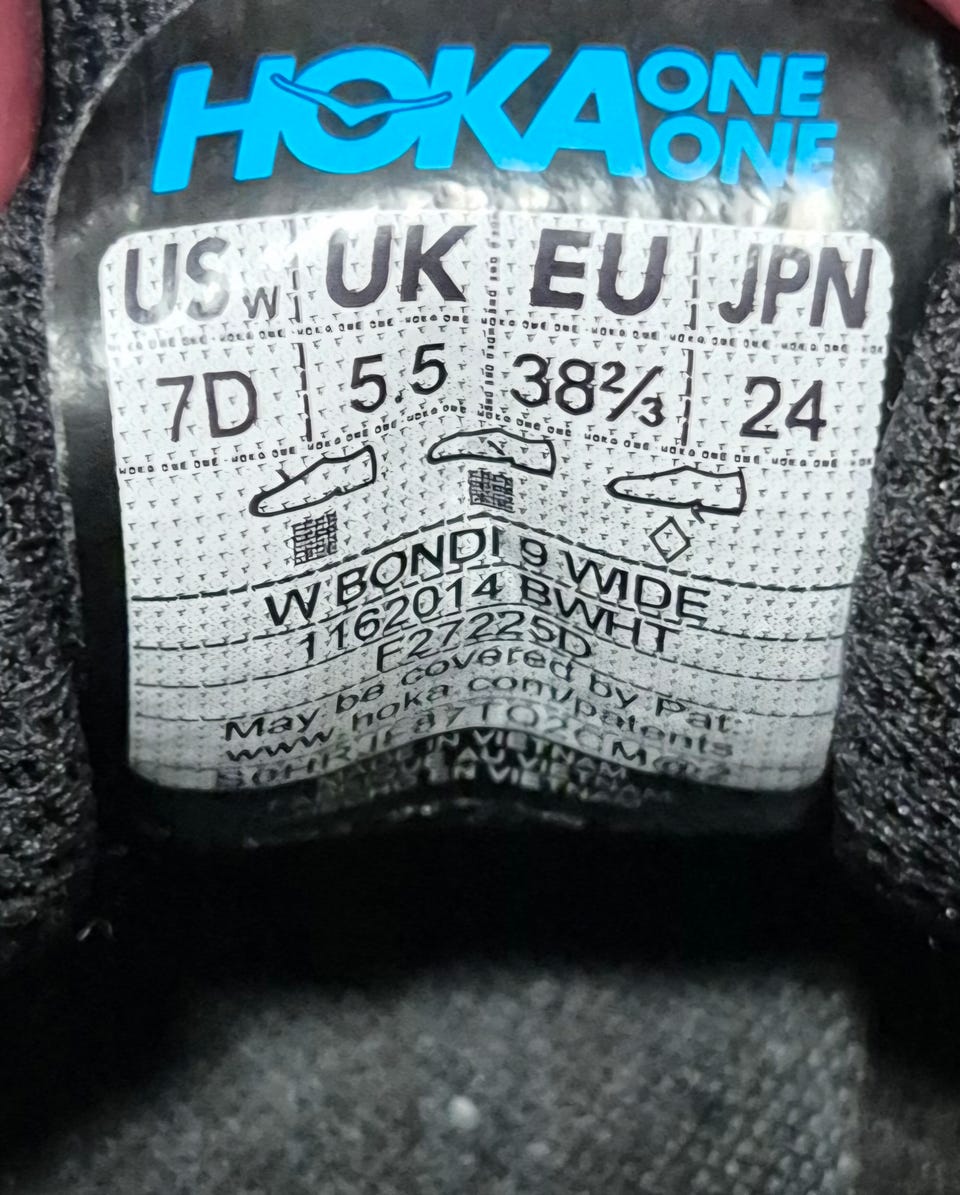 HOKA ONE ONE
USw UK EU JPN
7D 5.5 38⅔ 24
W BONDI 9 WIDE
1162014 BWHT
F27225D
May be covered by Pat:
www.hoka.com/patents